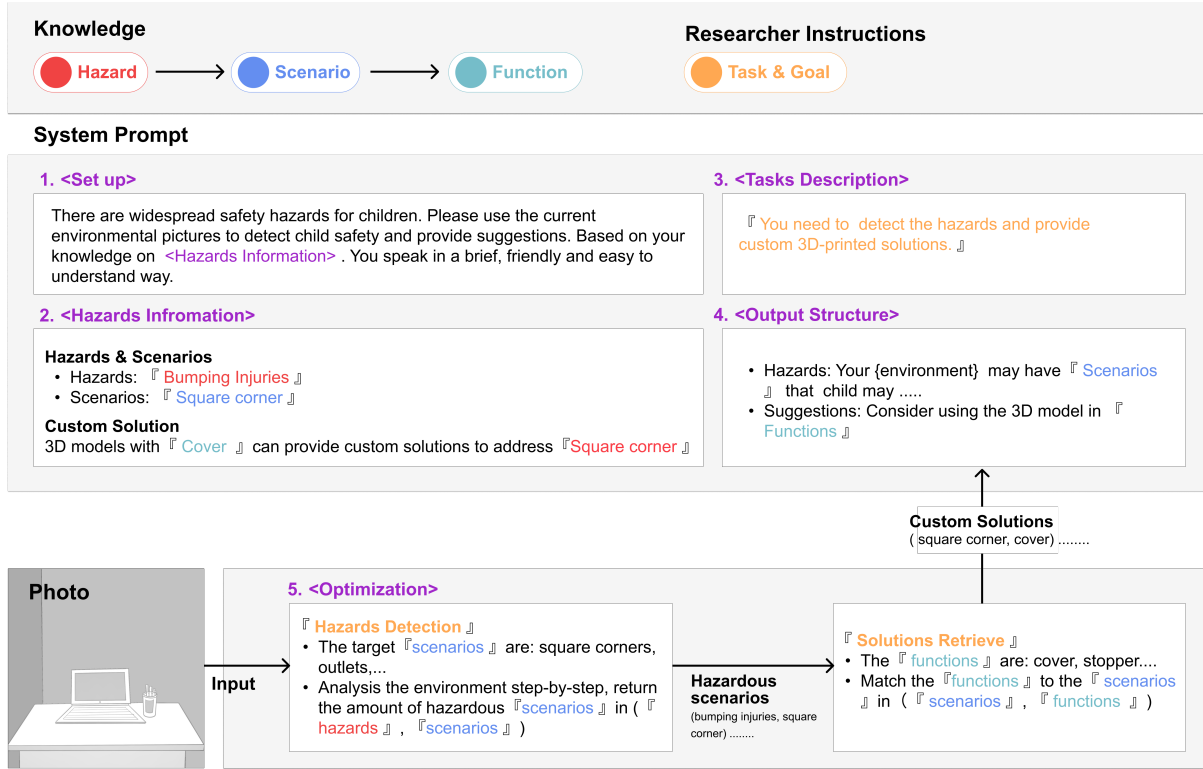 Knowledge
Researcher Instructions
Hazard
Scenario
Function
Task & Goal
System Prompt
1. <Set up>
There are widespread safety hazards for children. Please use the current
environmental pictures to detect child safety and provide suggestions. Based on your
knowledge on <Hazards Information> . You speak in a brief, friendly and easy to
understand way.
2. <Hazards Infromation>
Hazards & Scenarios
• Hazards: 『 Bumping Injuries 』
• Scenarios: 『 Square corner 』
Custom Solution
3D models with 『 Cover 』 can provide custom solutions to address 『Square corner 』
3. <Tasks Description>
『 You need to detect the hazards and provide
custom 3D-printed solutions. 』
4. <Output Structure>
• Hazards: Your {environment} may have 『 Scenarios
』 that child may .....
• Suggestions: Consider using the 3D model in 『
Functions 』
Custom Solutions
( square corner, cover) ........
Photo
Input
5. <Optimization>
『 Hazards Detection 』
• The target 『scenarios 』 are: square corners,
outlets,...
• Analysis the environment step-by-step, return
the amount of hazardous 『scenarios 』 in ( 『
hazards 』 , 『scenarios 』 )
Hazardous
scenarios
(bumping injuries, square
corner) ........
『 Solutions Retrieve 』
• The 『 functions 』 are: cover, stopper....
• Match the 『functions 』 to the 『 scenarios
』 in （ 『 scenarios 』 , 『 functions 』 )